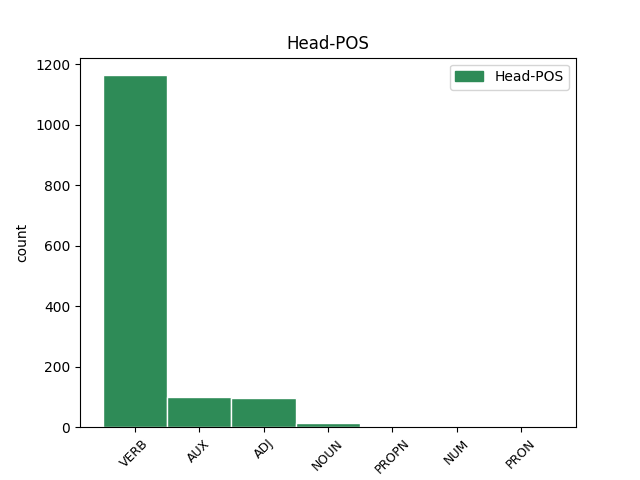 Head-POS
1200
1000
800
600
400
200
0
count
Head-POS
VERB
AUX
ADJ
NOUN
PROPN
NUM
PRON